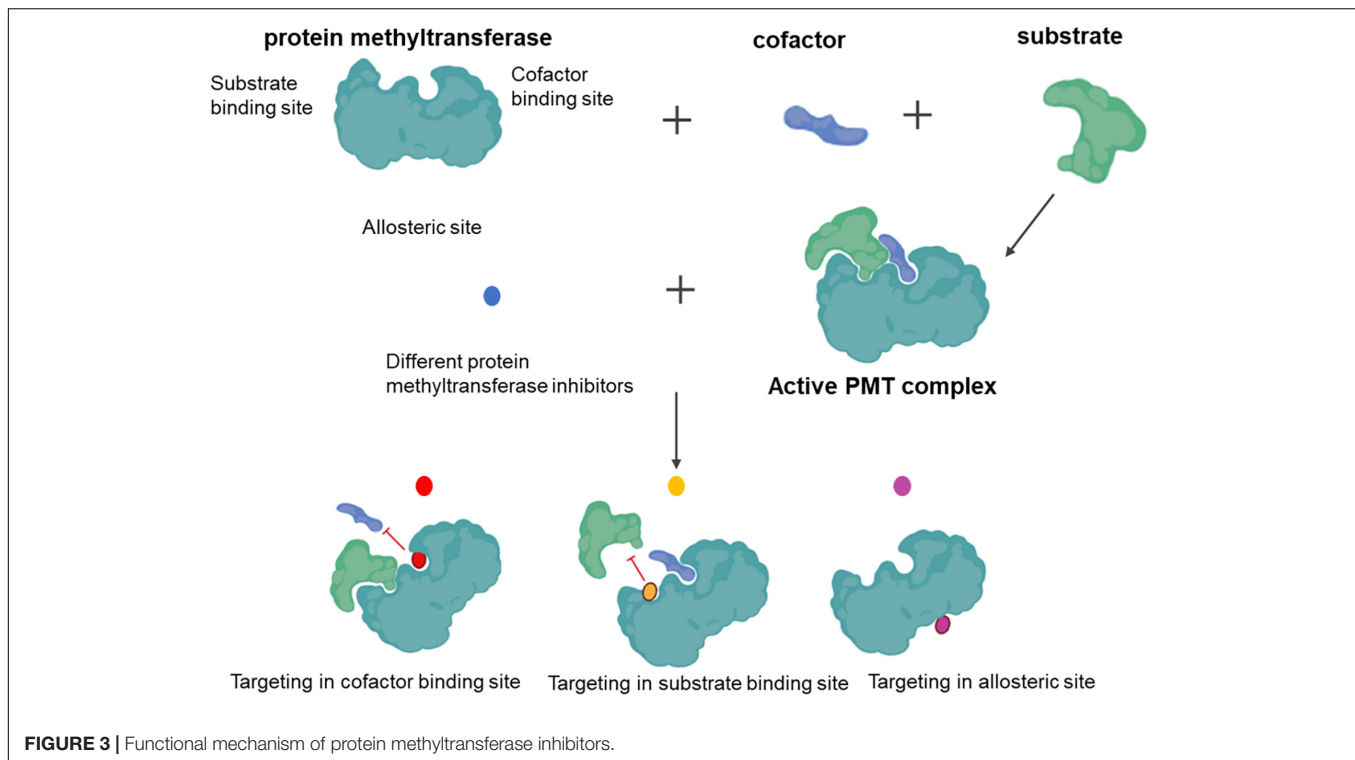 protein methyltransferase
cofactor
substrate
Substrate
binding site
Cofactor
binding site
+
+
Allosteric site
+
Different protein
methyltransferase inhibitors
Active PMT complex
Targeting in cofactor binding site
Targeting in substrate binding site
Targeting in allosteric site
FIGURE 3 | Functional mechanism of protein methyltransferase inhibitors.